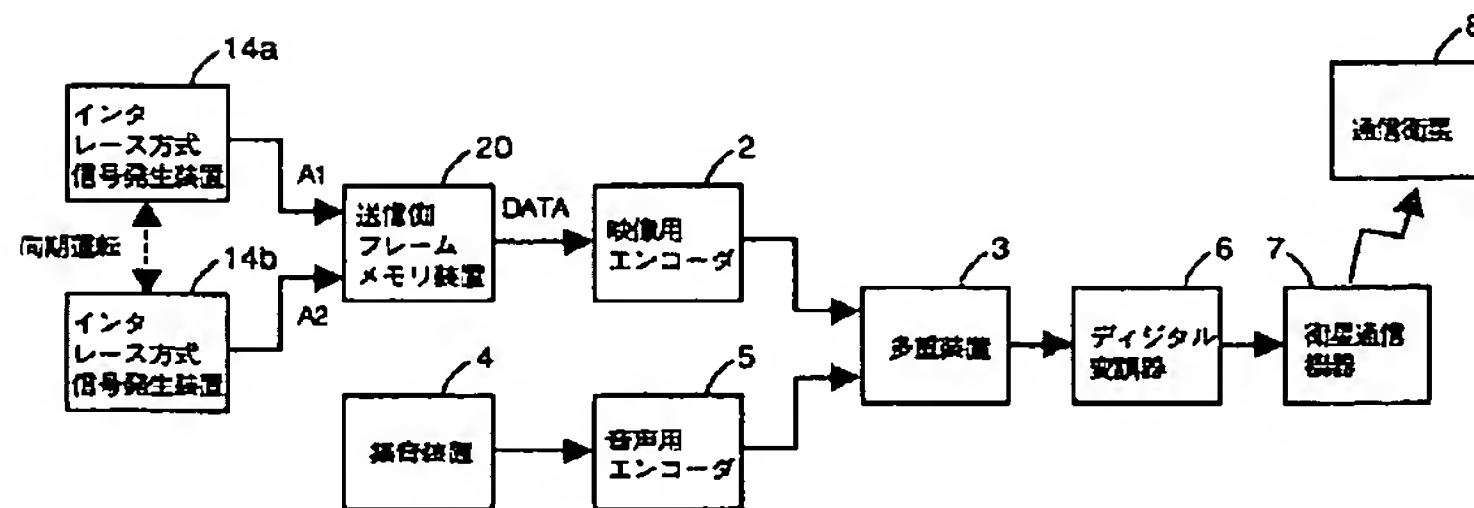 14a
インタ
レース方式
信号発生装置
同期運転
14b
インタ
レース方式
信号発生装置
A1
A2
20
送信側
フレーム
メモリ装置
DATA
2
映像用
エンコーダ
4
集音装置
5
音声用
エンコーダ
3
多重装置
6
ディジタル
変調器
7
衛星通信
機器
8
通信衛星